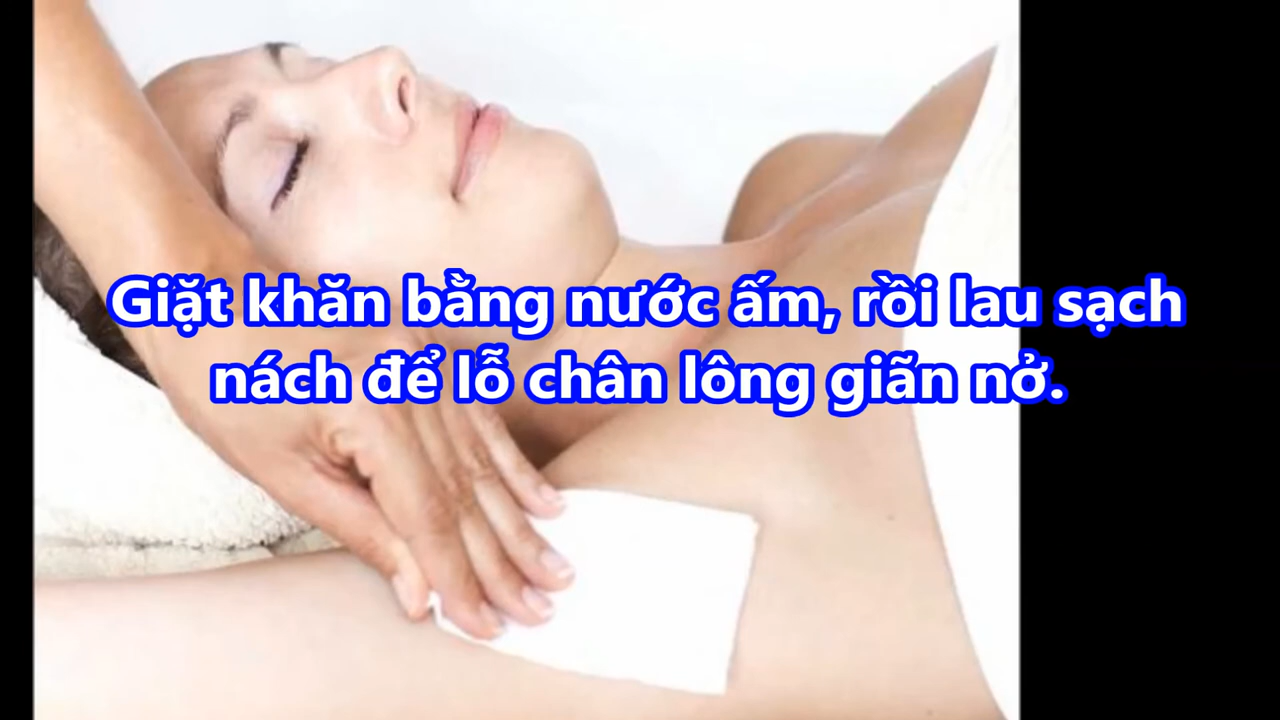 Giặt khăn bằng nước ấm, rồi lau sạch
nách để lỗ chân lông giãn nở.